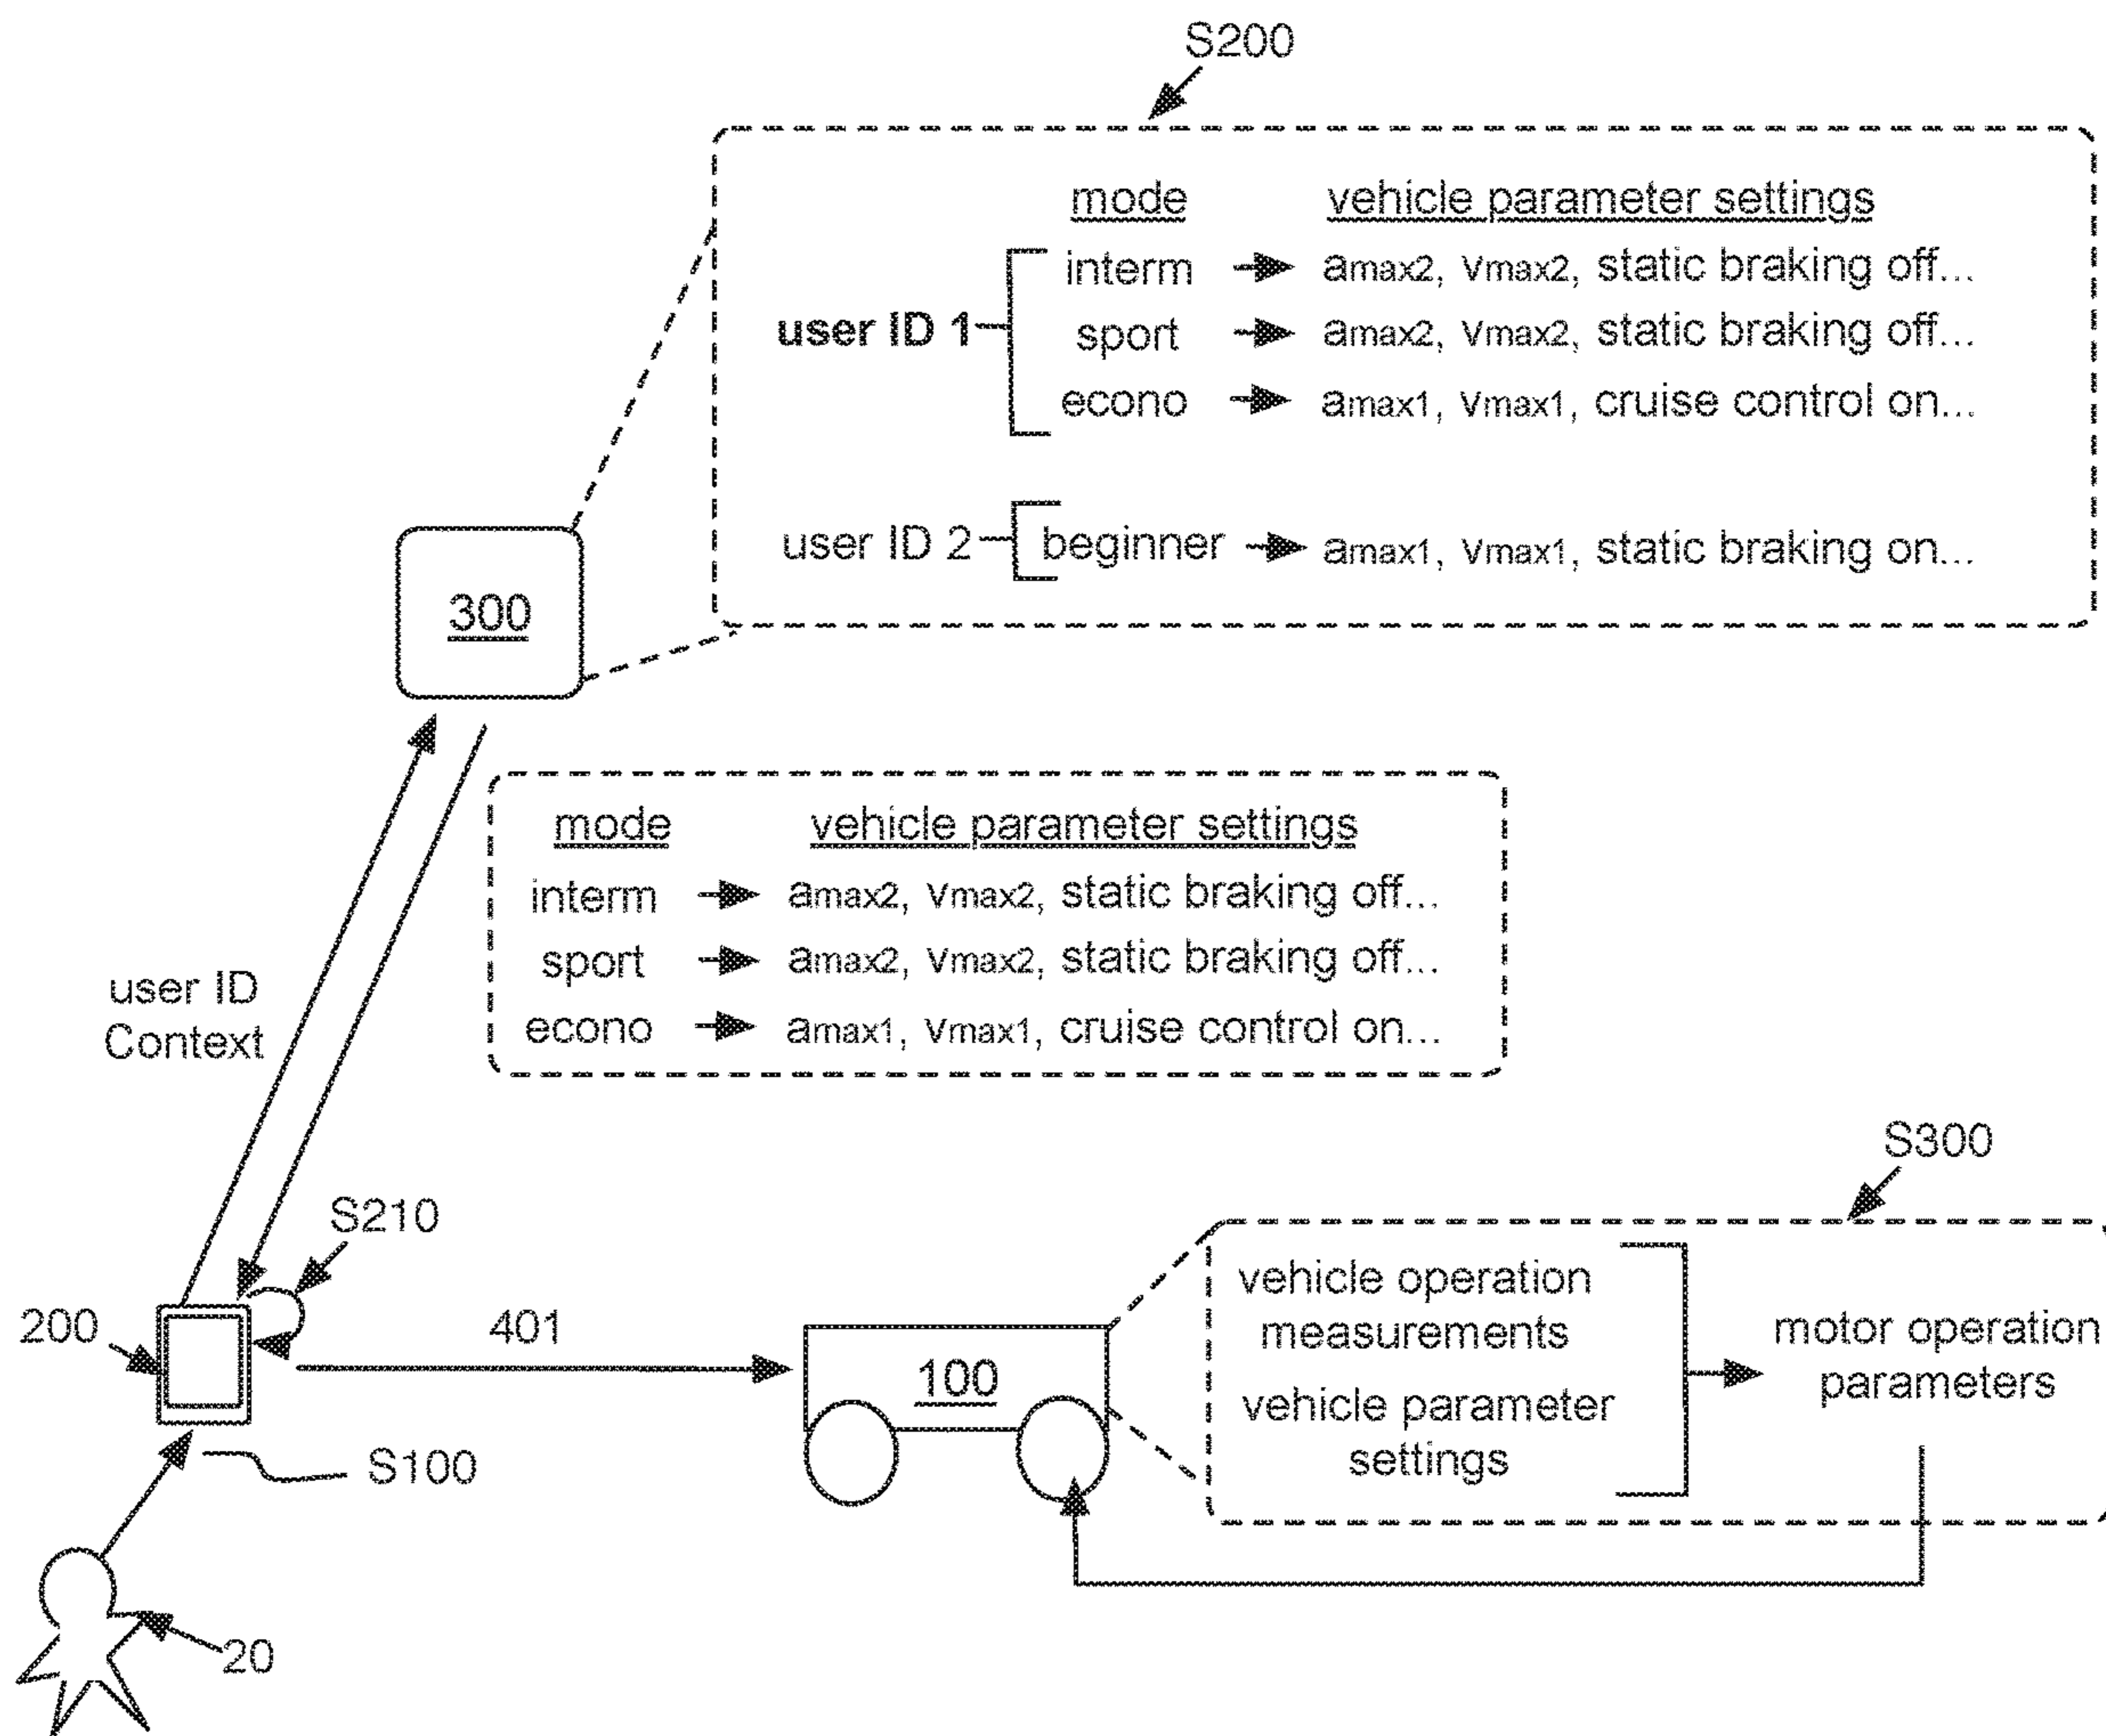 S200
mode vehicle parameter settings
interm amax2, vmax2, static braking off...
user ID 1 sport amax2, vmax2, static braking off...
econo amax1, vmax1, cruise control on...
user ID 2 beginner amax1, vmax1, static braking on...
300
mode vehicle parameter settings
interm amax2, vmax2, static braking off...
sport amax2, vmax2, static braking off...
econo amax1, vmax1, cruise control on...
user ID
Context
S300
S210
200
401
100
vehicle operation
measurements
vehicle parameter
settings
motor operation
parameters
S100
20